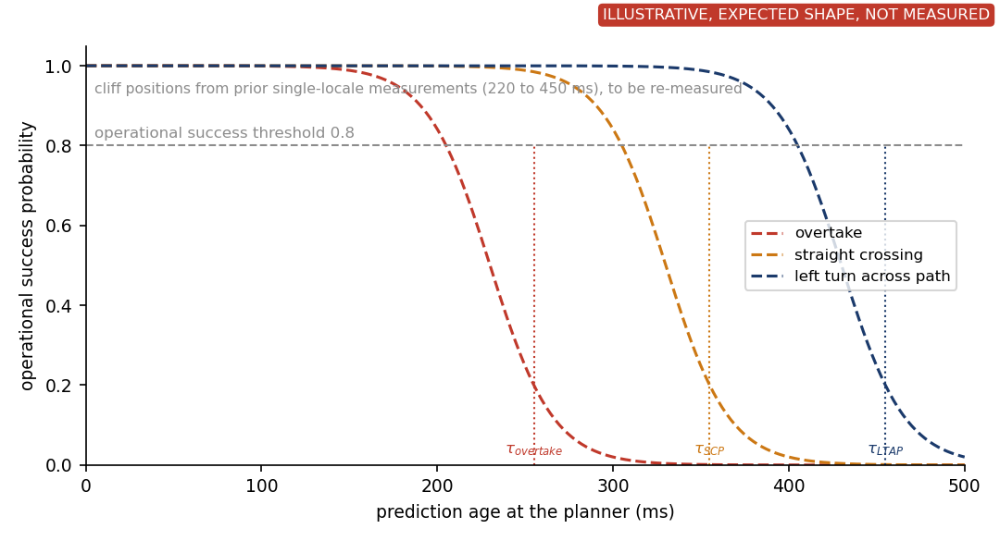 ILLUSTRATIVE, EXPECTED SHAPE, NOT MEASURED
1.0
cliff positions from prior single-locale measurements (220 to 450 ms), to be re-measured
operational success threshold 0.8
0.8
0.6
0.4
0.2
0.0
operational success probability
overtake
straight crossing
left turn across path
τovertake
τSCP
τLTAP
0
100
200
300
400
500
prediction age at the planner (ms)